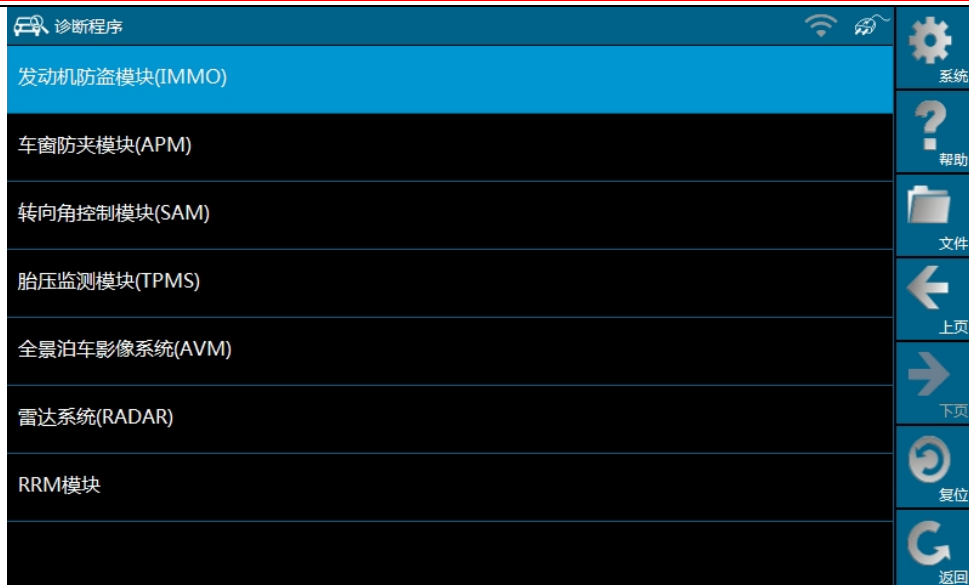 诊断程序
发动机防盗模块(IMMO)
车窗防夹模块(APM)
转向角控制模块(SAM)
胎压监测模块(TPMS)
全景泊车影像系统(AVM)
雷达系统(RADAR)
RRM模块
系统
帮助
文件
上页
下页
复位
返回